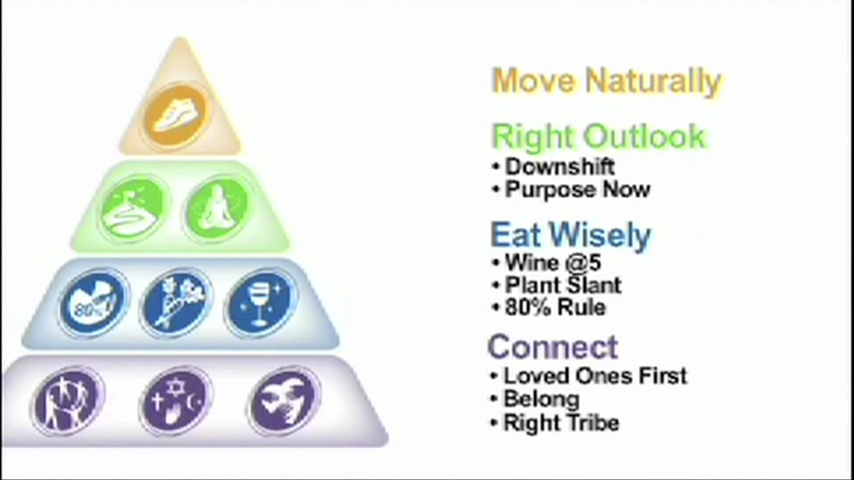 Move Naturally
Right Outlook
• Downshift
• Purpose Now
Eat Wisely
• Wine @5
• Plant Slant
• 80% Rule
Connect
• Loved Ones First
• Belong
• Right Tribe
80%